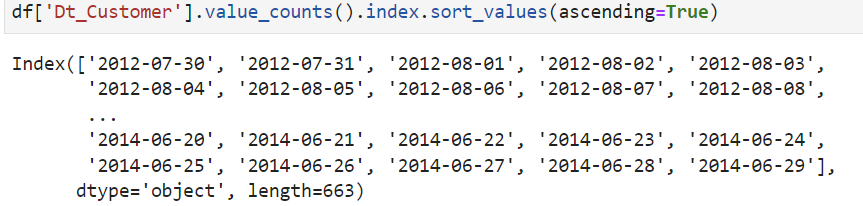 df['Dt_Customer'].value_counts().index.sort_values(ascending=True)
Index(['2012-07-30', '2012-07-31', '2012-08-01', '2012-08-02', '2012-08-03',
'2012-08-04', '2012-08-05', '2012-08-06', '2012-08-07', '2012-08-08',
...
'2014-06-20', '2014-06-21', '2014-06-22', '2014-06-23', '2014-06-24',
'2014-06-25', '2014-06-26', '2014-06-27', '2014-06-28', '2014-06-29'],
dtype='object', length=663)